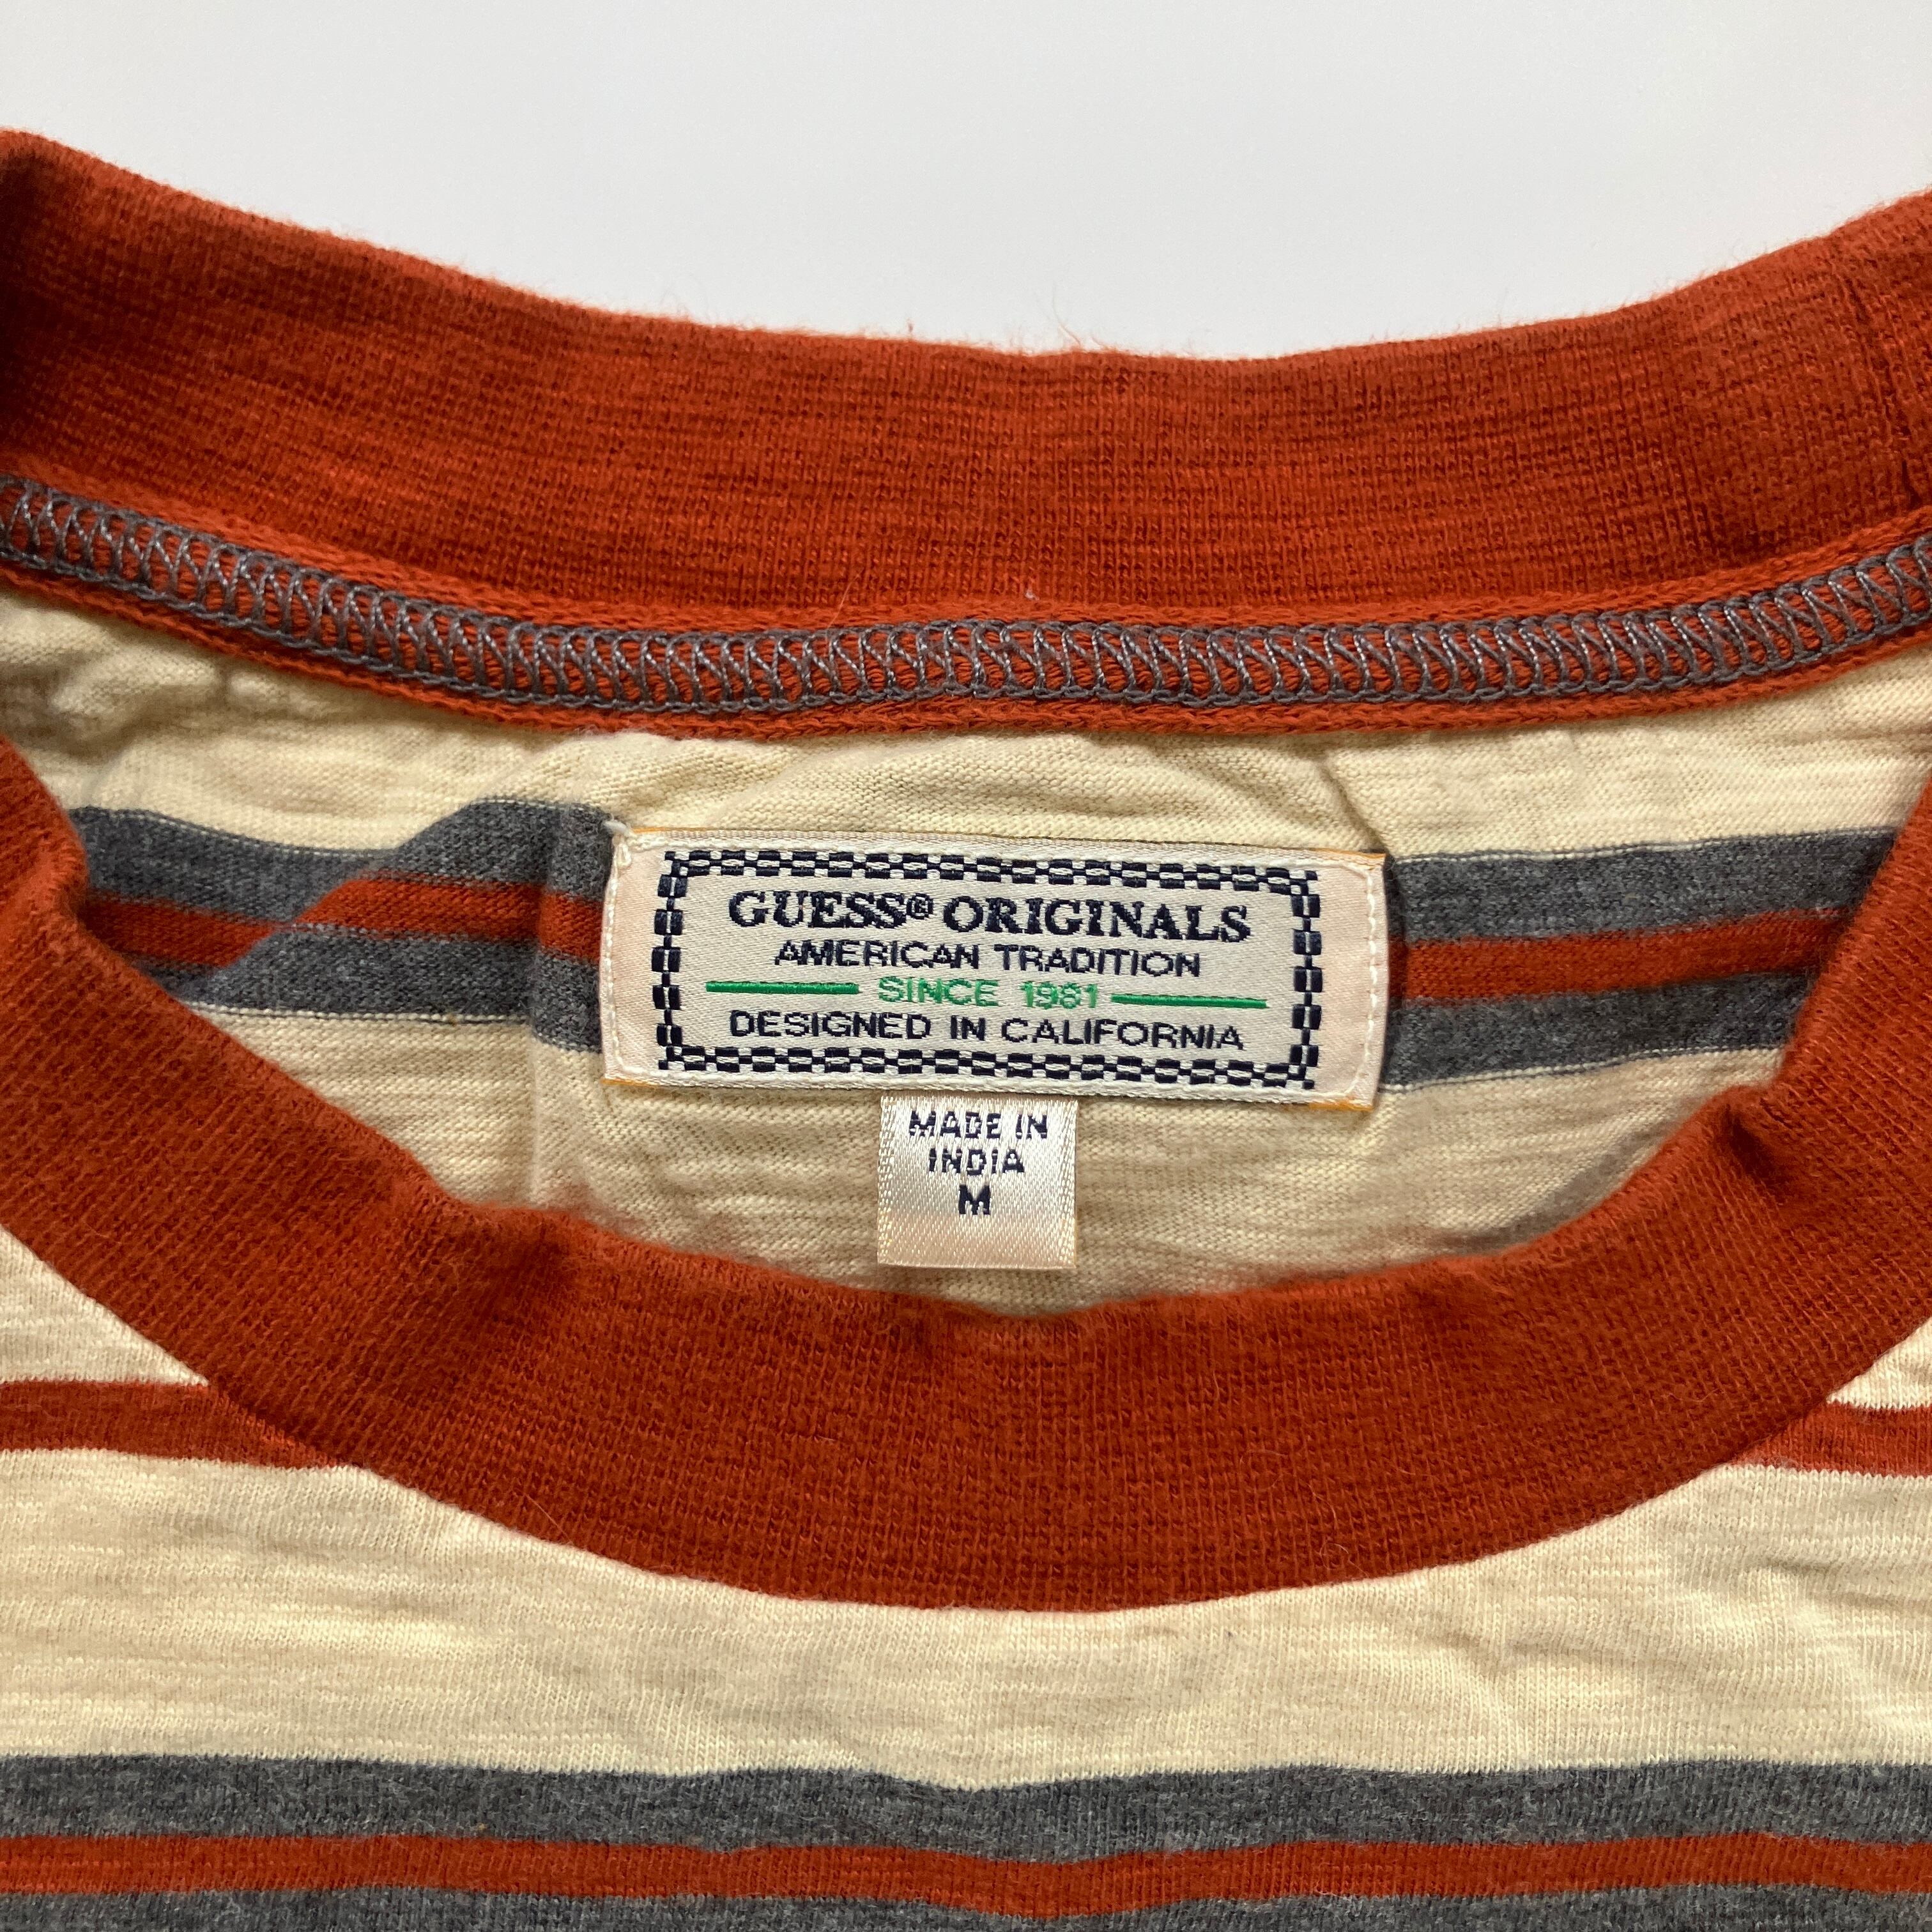 GUESS® ORIGINALS
AMERICAN TRADITION
SINCE 1981
DESIGNED IN CALIFORNIA
MADE IN
INDIA
M